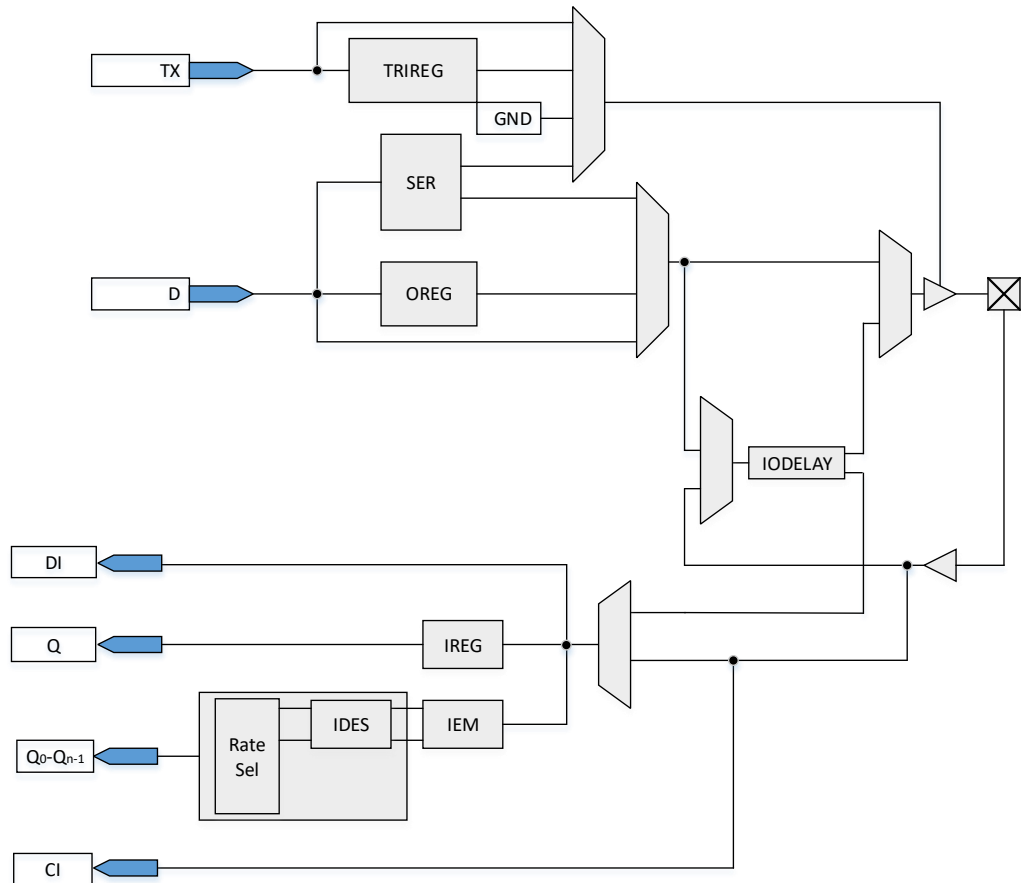 TX
TRIREG
GND
SER
D
OREG
IODELAY
DI
Q
IREG
IDES
IEM
Rate
Sel
Q0-Qn-1
CI